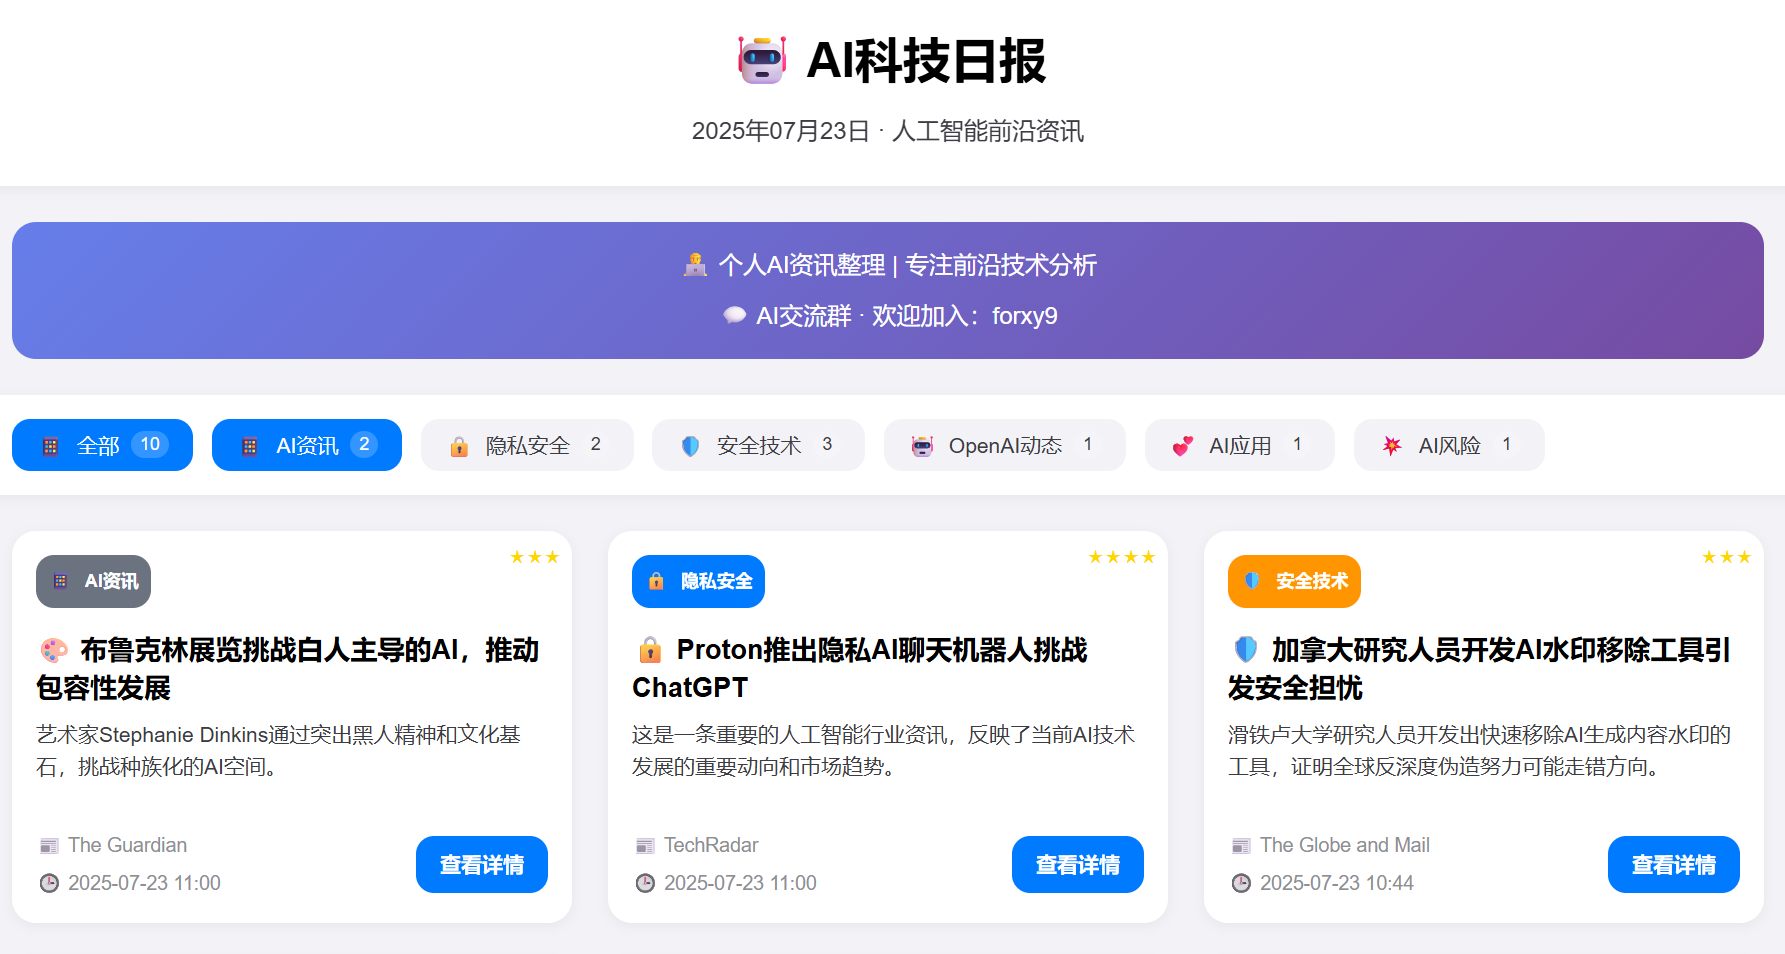 AI科技日报
2025年07月23日 · 人工智能前沿资讯
个人AI资讯整理 | 专注前沿技术分析
AI交流群 · 欢迎加入：forxy9
全部 10
AI资讯 2
隐私安全 2
安全技术 3
OpenAI动态 1
AI应用 1
AI风险 1
AI资讯
布鲁克林展览挑战白人主导的AI，推动
包容性发展
艺术家Stephanie Dinkins通过突出黑人精神和文化基
石，挑战种族化的AI空间。
The Guardian
2025-07-23 11:00
查看详情
隐私安全
Proton推出隐私AI聊天机器人挑战
ChatGPT
这是一条重要的人工智能行业资讯，反映了当前AI技术
发展的重要动向和市场趋势。
TechRadar
2025-07-23 11:00
查看详情
安全技术
加拿大研究人员开发AI水印移除工具引
发安全担忧
滑铁卢大学研究人员开发出快速移除AI生成内容水印的
工具，证明全球反深度伪造努力可能走错方向。
The Globe and Mail
2025-07-23 10:44
查看详情